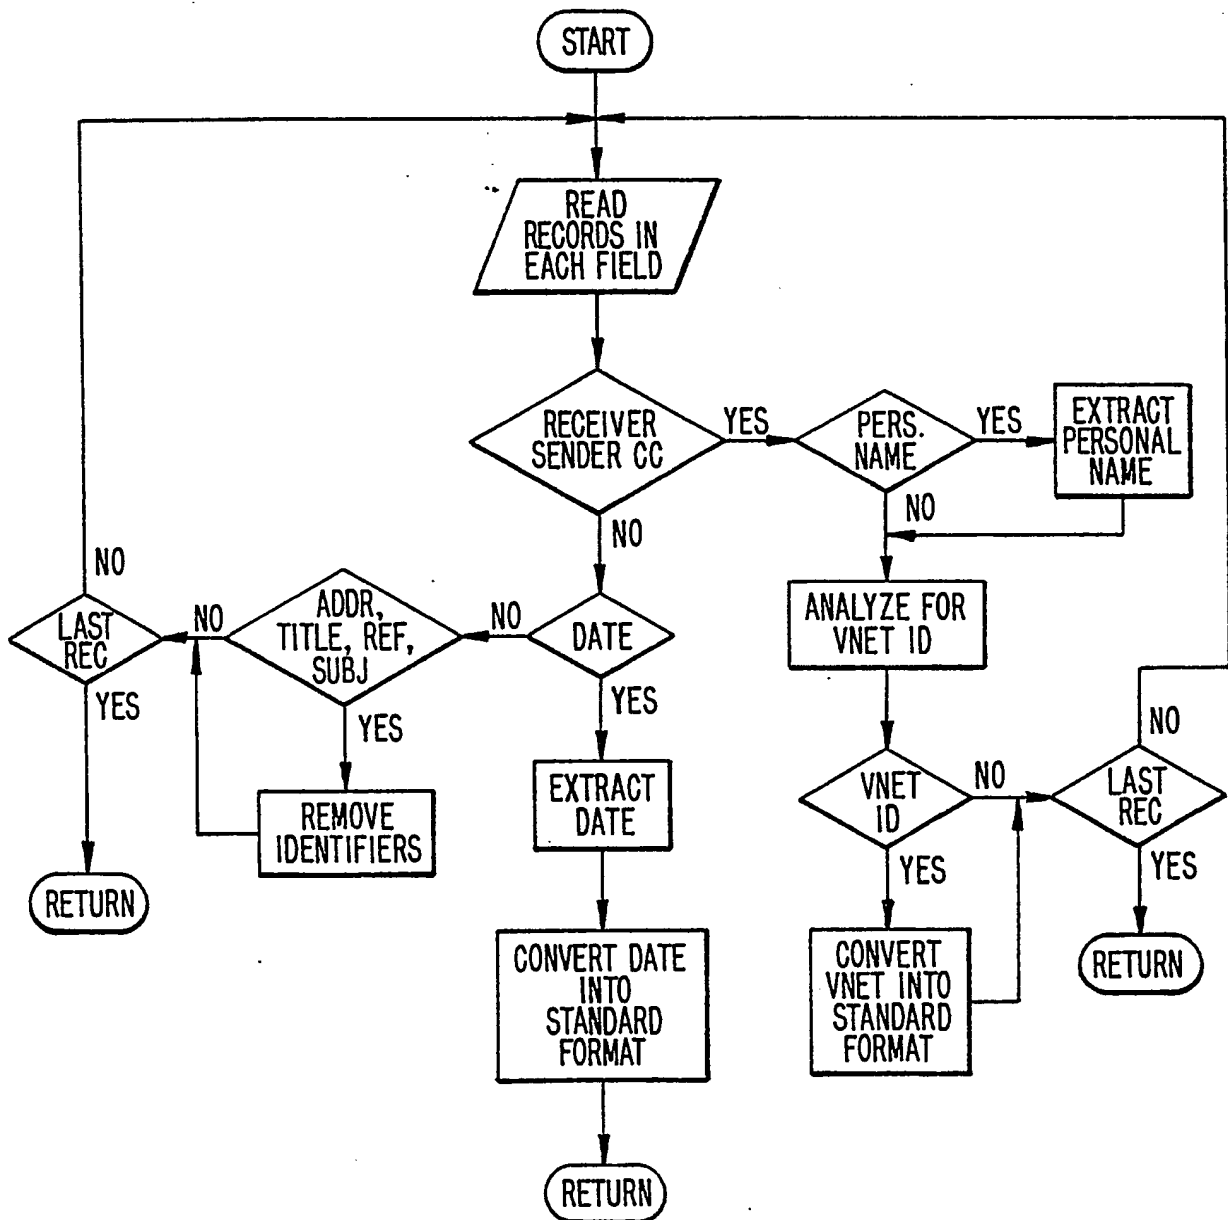 START
READ
RECORDS IN
EACH FIELD
RECEIVER
SENDER CC
YES
PERS.
NAME
YES
EXTRACT
PERSONAL
NAME
NO
NO
ANALYZE FOR
VNET ID
DATE
NO
ADDR,
TITLE, REF,
SUBJ
NO
LAST
REC
NO
YES
YES
YES
REMOVE
IDENTIFIERS
RETURN
EXTRACT
DATE
CONVERT DATE
INTO
STANDARD
FORMAT
RETURN
VNET
ID
NO
LAST
REC
NO
YES
YES
CONVERT
VNET INTO
STANDARD
FORMAT
RETURN